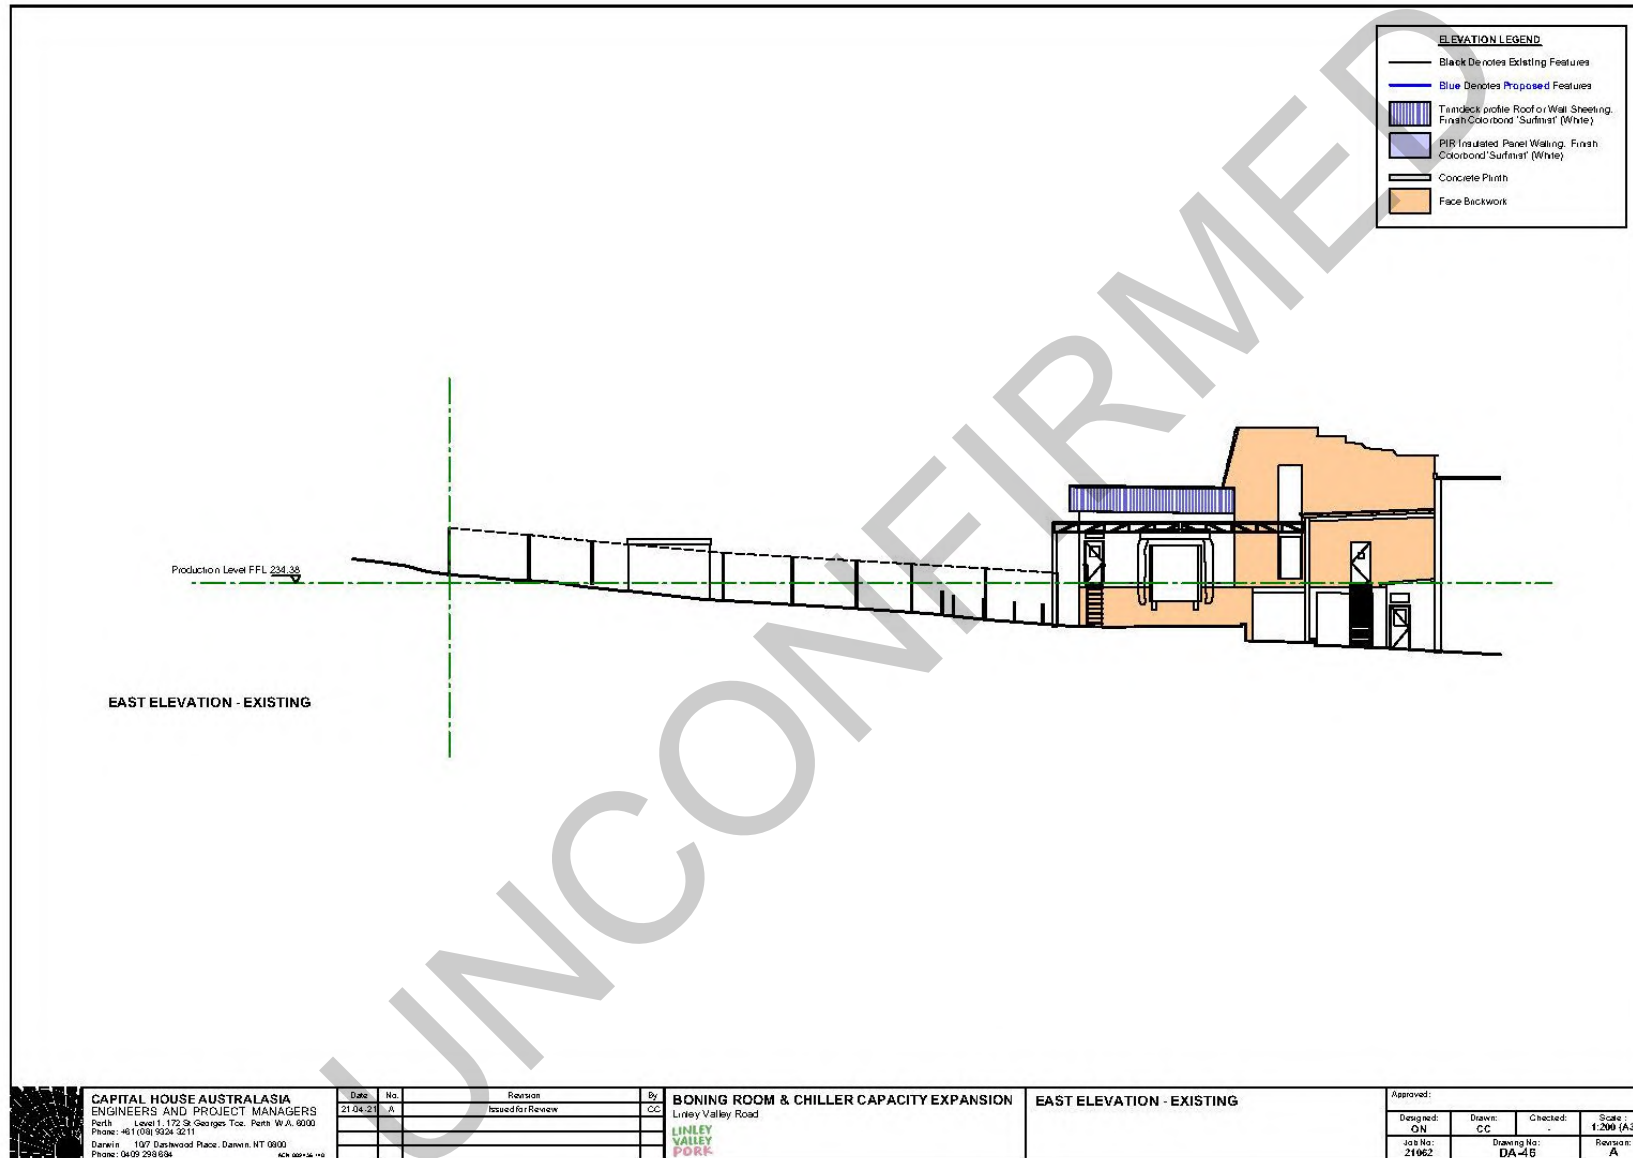 ELEVATION LEGEND
Black Denotes Existing Features
Blue Denotes Proposed Features
Trimdeck profile Roof or Wall Sheeting.
Finish Colorbond 'Surfmist' (White)
PIR Insulated Panel Walling. Finish
Colorbond 'Surfmist' (White)
Concrete Plinth
Face Brickwork
UNCONFIRMED
Production Level FFL 234.38
EAST ELEVATION - EXISTING
CAPITAL HOUSE AUSTRALASIA
ENGINEERS AND PROJECT MANAGERS
Perth Level 1, 172 St Georges Tce. Perth W.A. 6000
Phone: +61 (08) 9324 3211
Darwin 10/7 Dashwood Place. Darwin. NT 0800
Phone: 0409 298 684
Date No. Revision By
21-04-21 A Issued for Review CC
BONING ROOM & CHILLER CAPACITY EXPANSION
Linley Valley Road
LINLEY
VALLEY
PORK
EAST ELEVATION - EXISTING
Approved:
Designed: Drawn: Checked: Scale :
ON CC - 1:200 (A3
Job No: Drawing No: Revision:
21062 DA-46 A